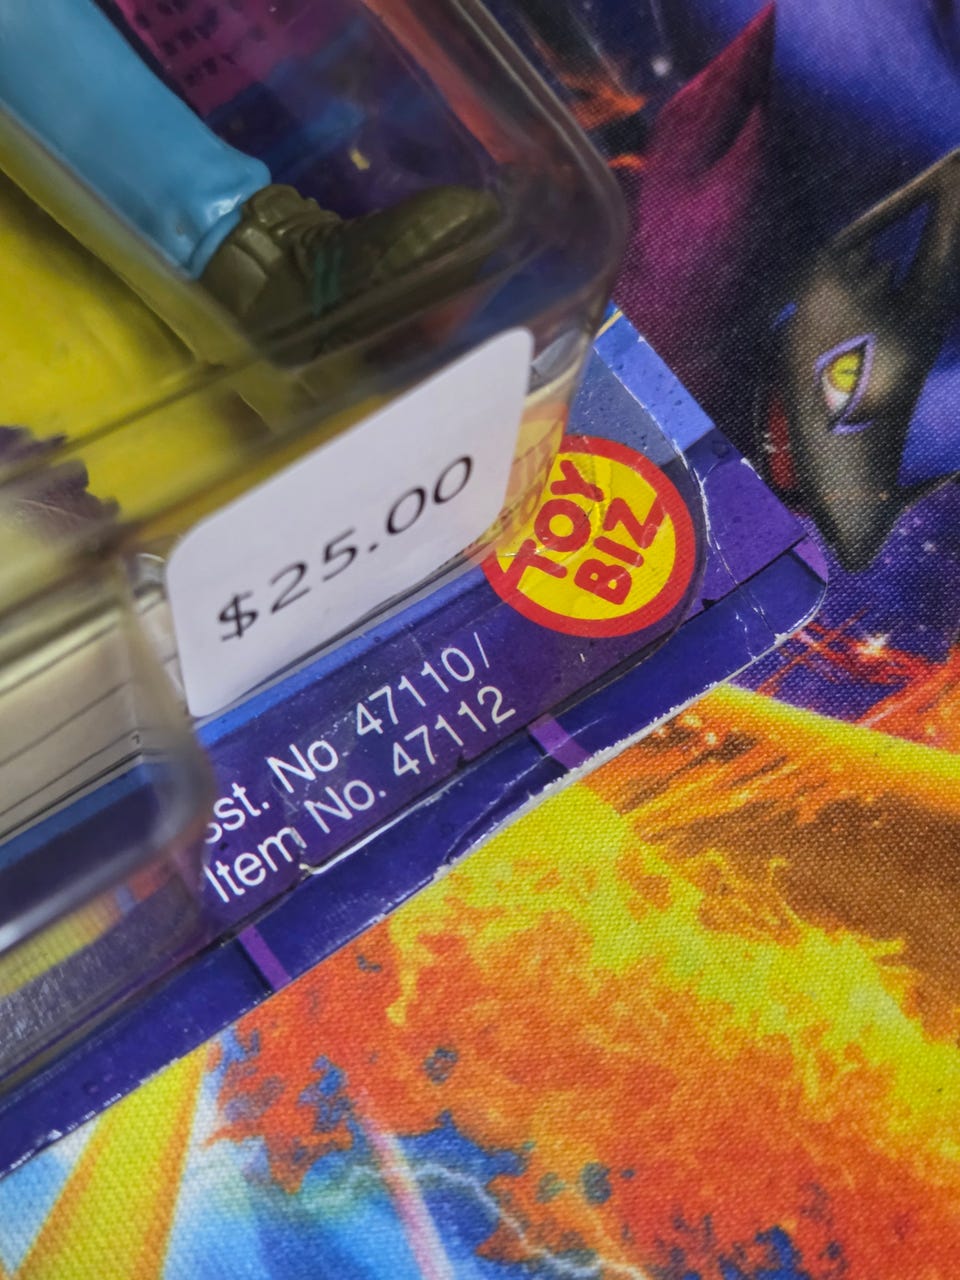 $25.00
TOY
BIZ
sst. No 47110/
Item No. 47112